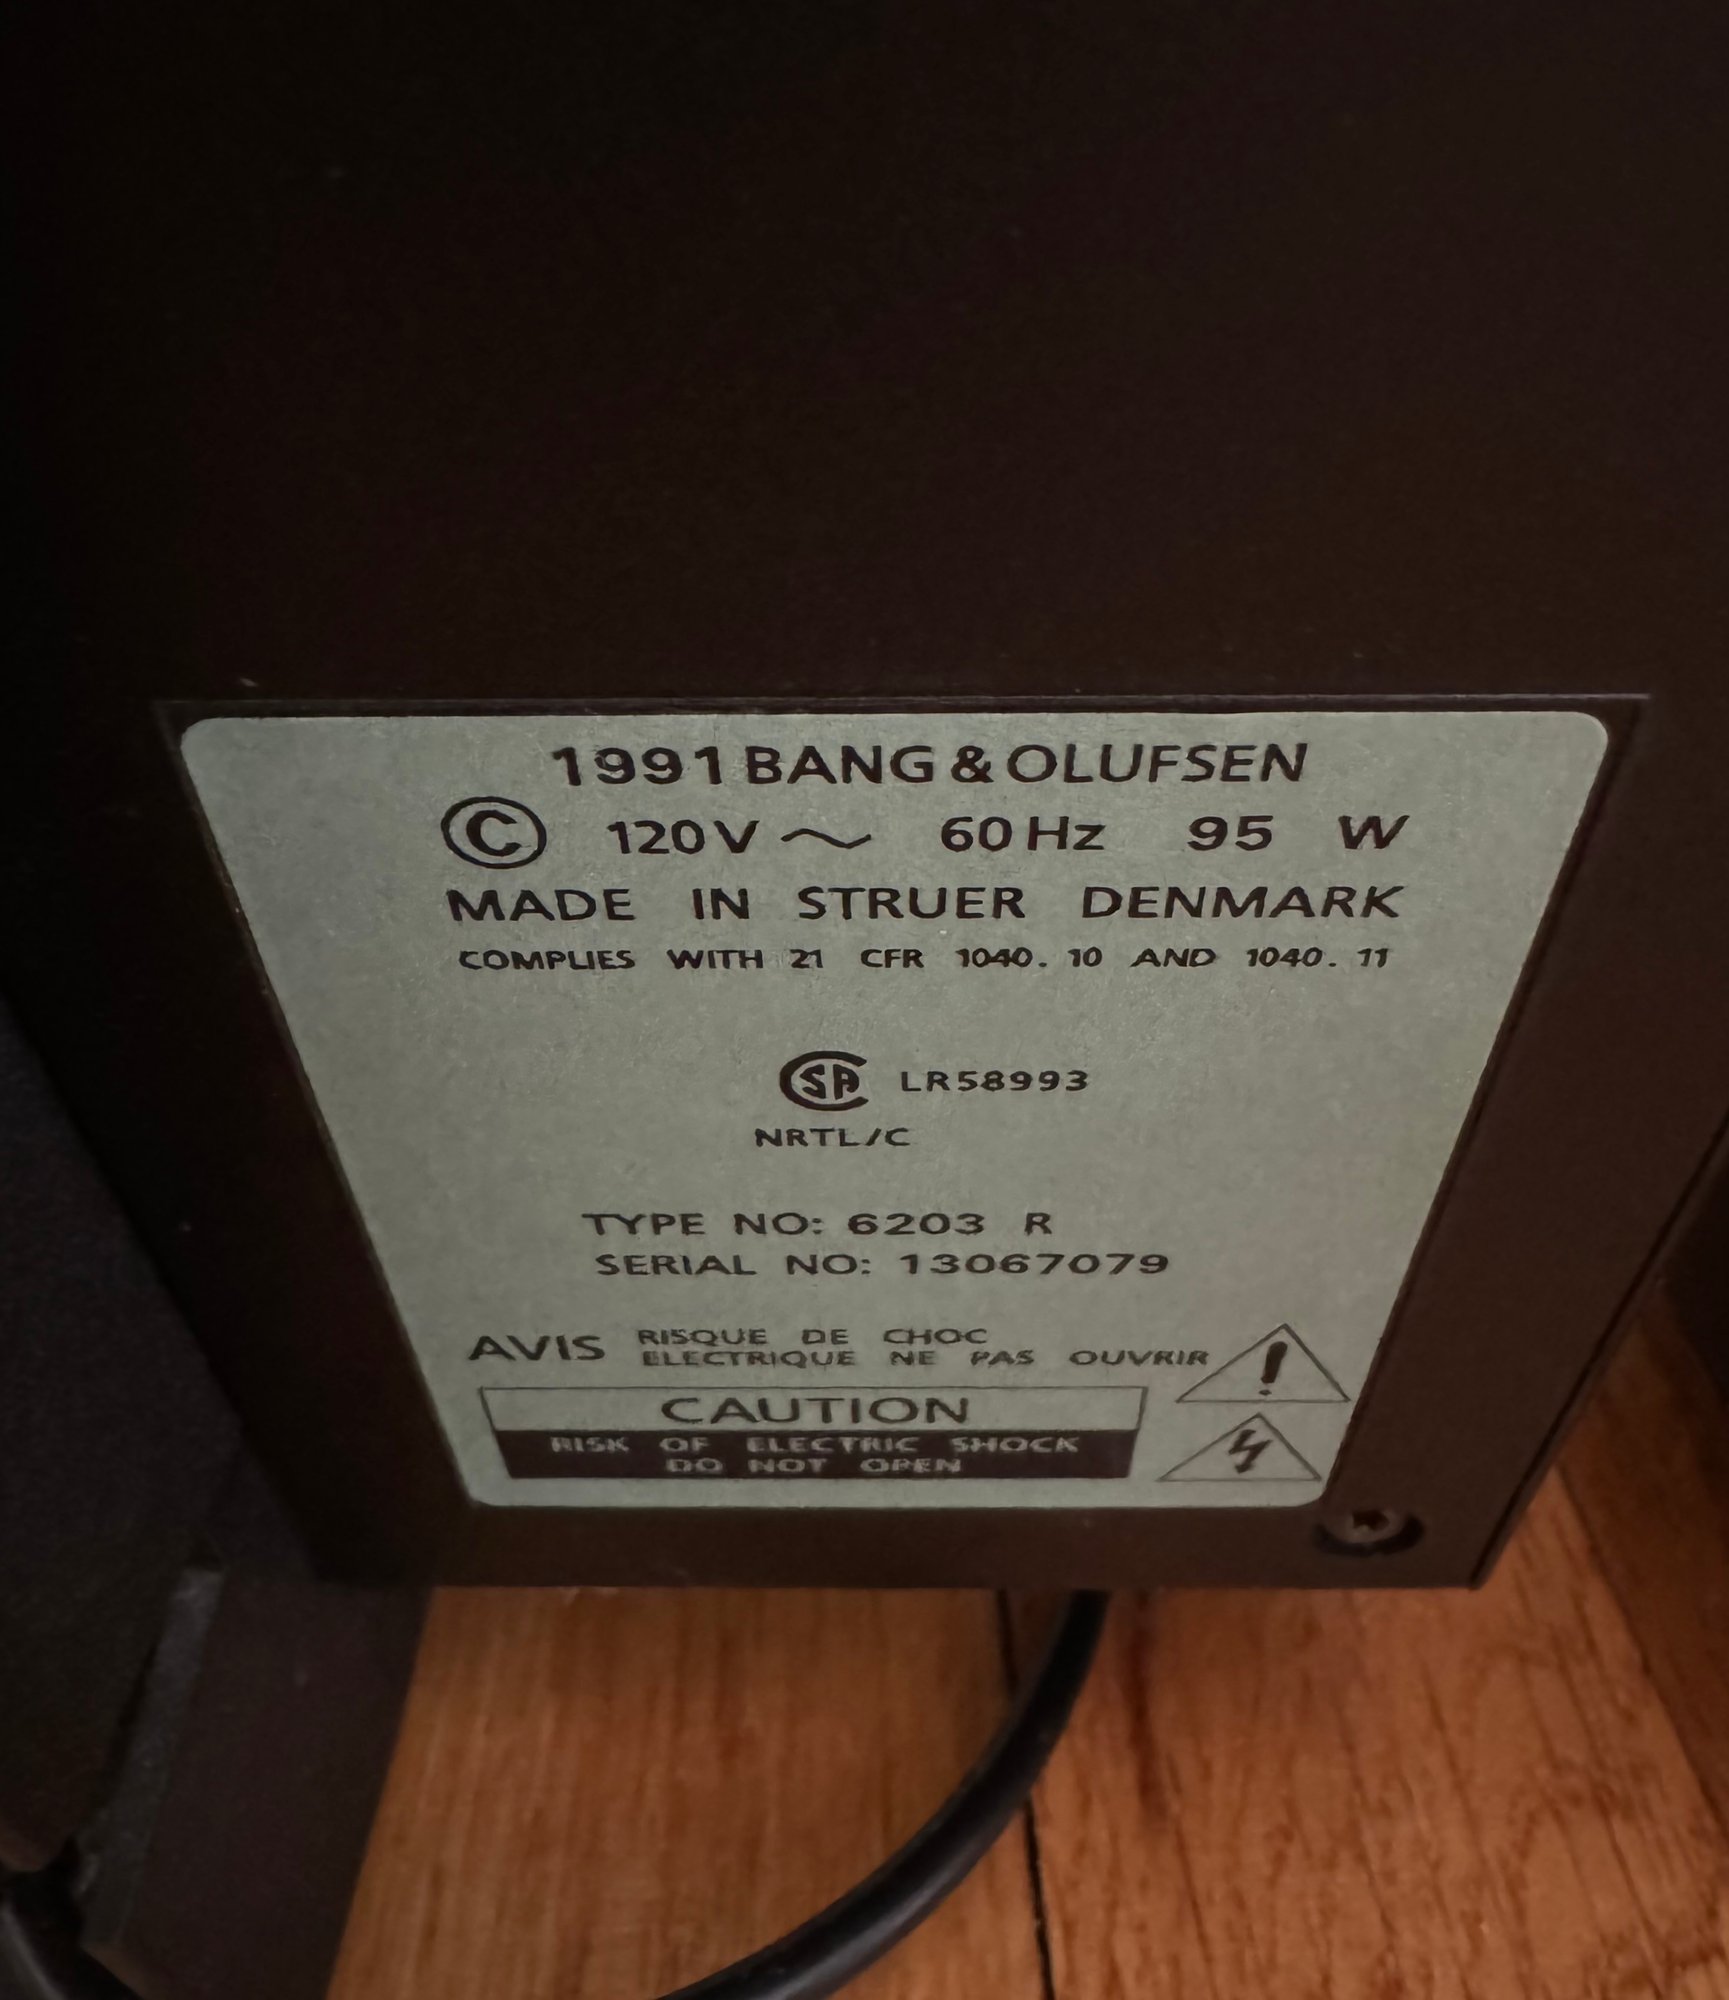 1991 BANG & OLUFSEN
© 120V ~ 60Hz 95 W
MADE IN STRUER DENMARK
COMPLIES WITH 21 CFR 1040.10 AND 1040.11
CSA LR58993
NRTL/C
TYPE NO: 6203 R
SERIAL NO: 13067079
AVIS RISQUE DE CHOC
ELECTRIQUE NE PAS OUVRIR
!
CAUTION
RISK OF ELECTRIC SHOCK
DO NOT OPEN